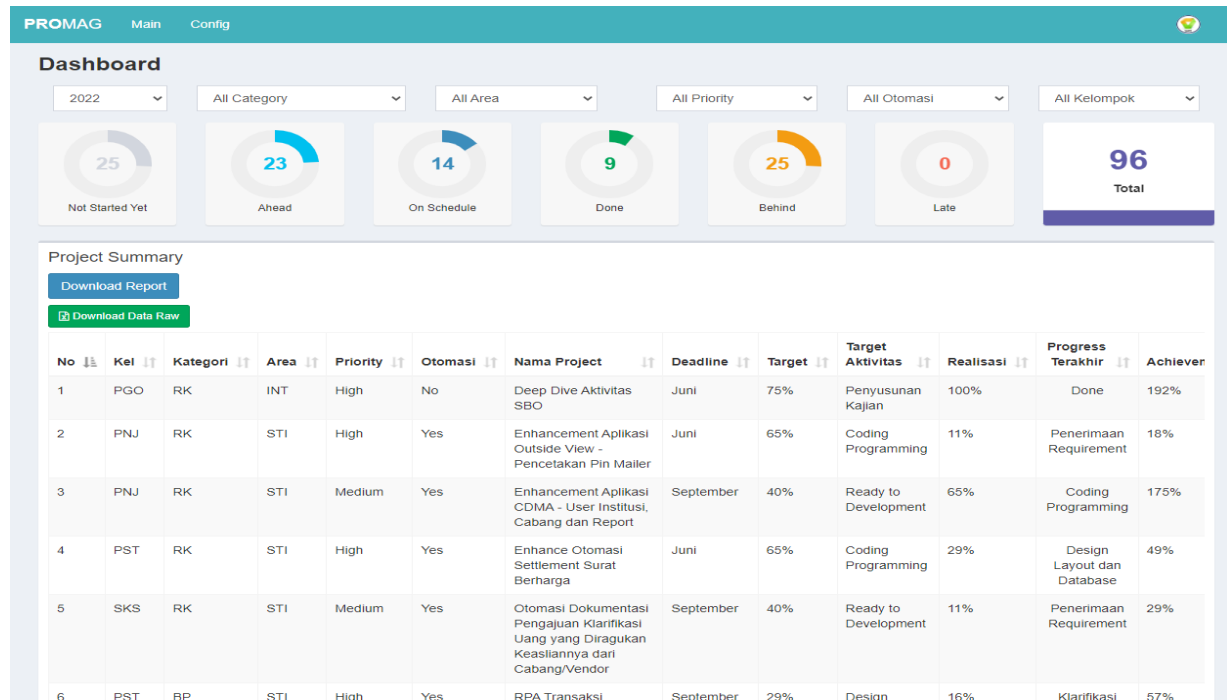 PROMAG Main Config
Dashboard
2022 All Category All Area All Priority All Otomasi All Kelompok
25 23 14 9 25 0 96
Total
Not Started Yet Ahead On Schedule Done Behind Late
Project Summary
Download Report
Download Data Raw
No Kel Kategori Area Priority Otomasi Nama Project Deadline Target Target Aktivitas Realisasi Progress Terakhir Achievem
1 PGO RK INT High No Deep Dive Aktivitas Juni 75% Penyusunan 100% Done 192%
SBO Kajian
2 PNJ RK STI High Yes Enhancement Aplikasi Juni 65% Coding 11% Penerimaan 18%
Outside View - Programming Requirement
Pencetakan Pin Mailer
3 PNJ RK STI Medium Yes Enhancement Aplikasi September 40% Ready to 65% Coding 175%
CDMA - User Institusi, Development Programming
Cabang dan Report
4 PST RK STI High Yes Enhance Otomasi Juni 65% Coding 29% Design 49%
Settlement Surat Programming Layout dan
Berharga Database
5 SKS RK STI Medium Yes Otomasi Dokumentasi September 40% Ready to 11% Penerimaan 29%
Pengajuan Klarifikasi Development Requirement
Uang yang Diragukan
Keasliannya dari
Cabang/Vendor
6 PST BP STI High Yes RPA Transaksi September 29% Design 16% Klarifikasi 57%